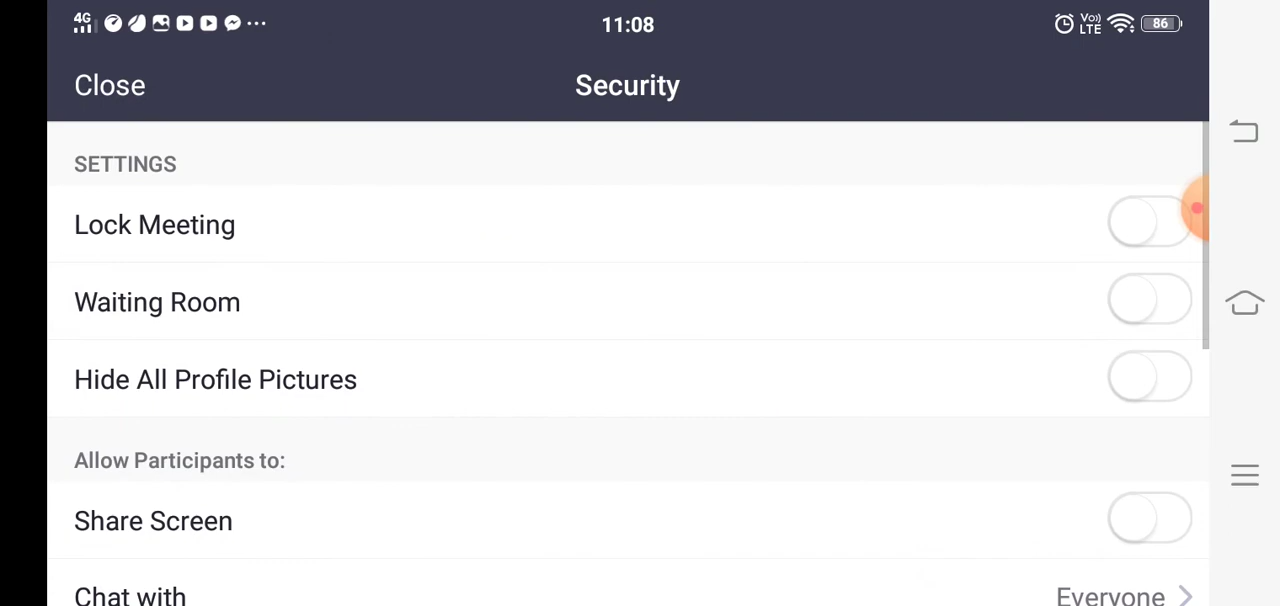 4G 11:08 Vo) LTE 86
Close Security
SETTINGS
Lock Meeting
Waiting Room
Hide All Profile Pictures
Allow Participants to:
Share Screen
Chat with Everyone